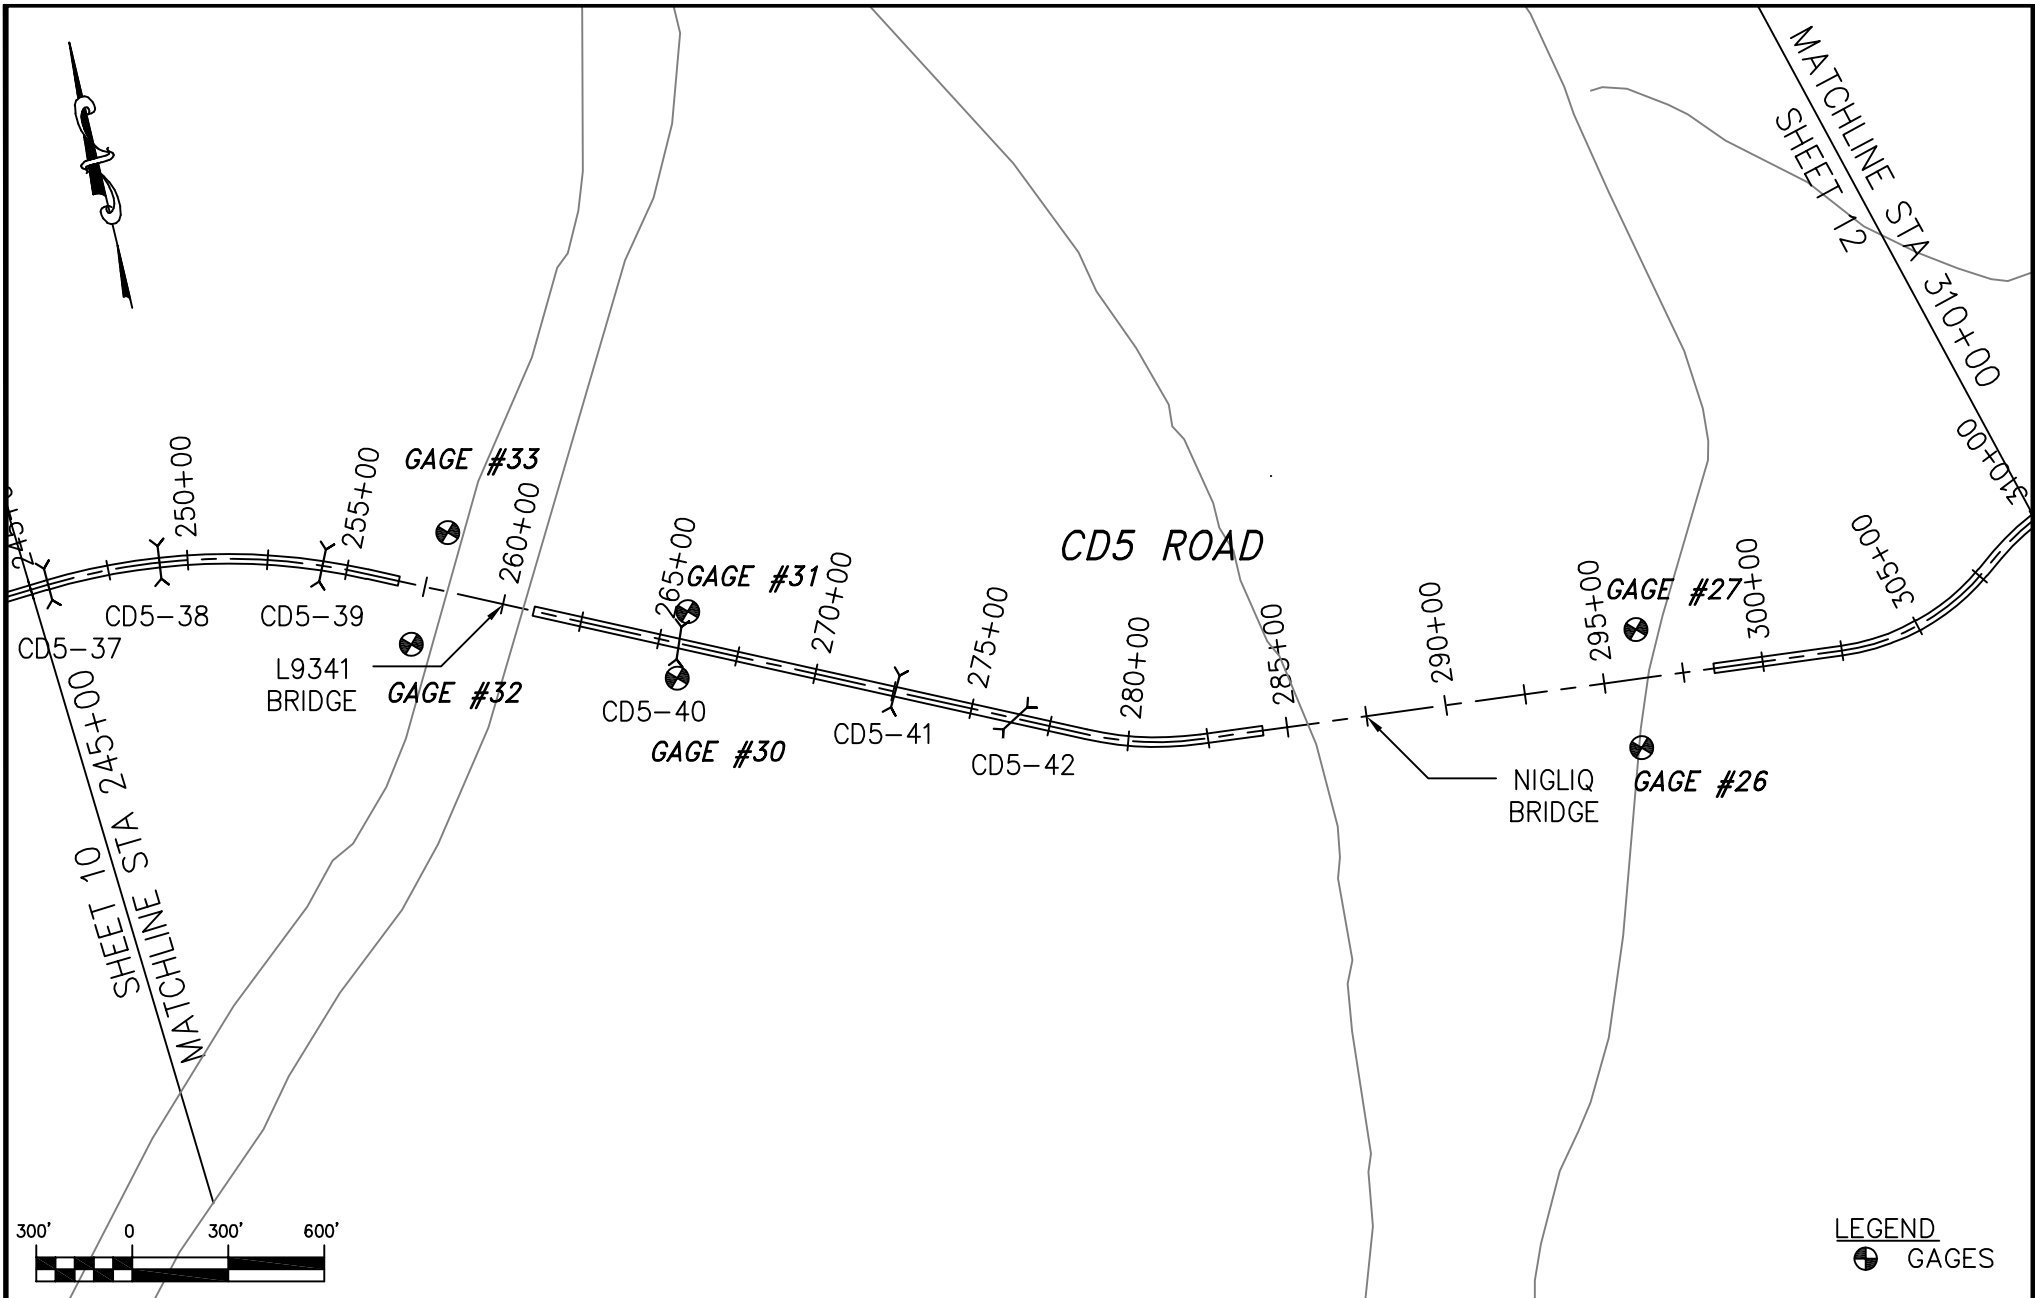 MATCHLINE STA 310+00
SHEET 12
310+00
250+00
255+00
GAGE #33
260+00
265+00
GAGE #31
270+00
CD5 ROAD
275+00
280+00
285+00
290+00
295+00
GAGE #27
300+00
305+00
CD5-37
CD5-38
CD5-39
L9341
BRIDGE
GAGE #32
CD5-40
GAGE #30
CD5-41
CD5-42
NIGLIQ
BRIDGE
GAGE #26
SHEET 10
MATCHLINE STA 245+00
300' 0 300' 600'
LEGEND
GAGES